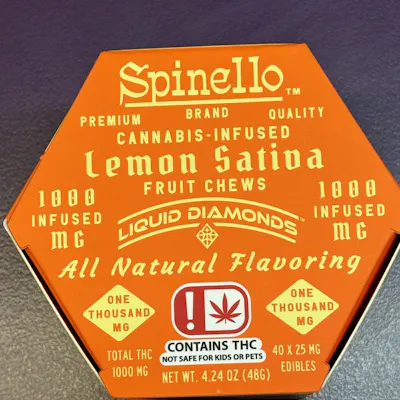 Spinello™
PREMIUM BRAND QUALITY
CANNABIS-INFUSED
Lemon Sativa
FRUIT CHEWS
1000
INFUSED
MG
1000
INFUSED
MG
LIQUID DIAMONDS™
All Natural Flavoring
ONE
THOUSAND
MG
ONE
THOUSAND
MG
!
CONTAINS THC
NOT SAFE FOR KIDS OR PETS
TOTAL THC
1000 MG
40 X 25 MG
EDIBLES
NET WT. 4.24 OZ (48G)